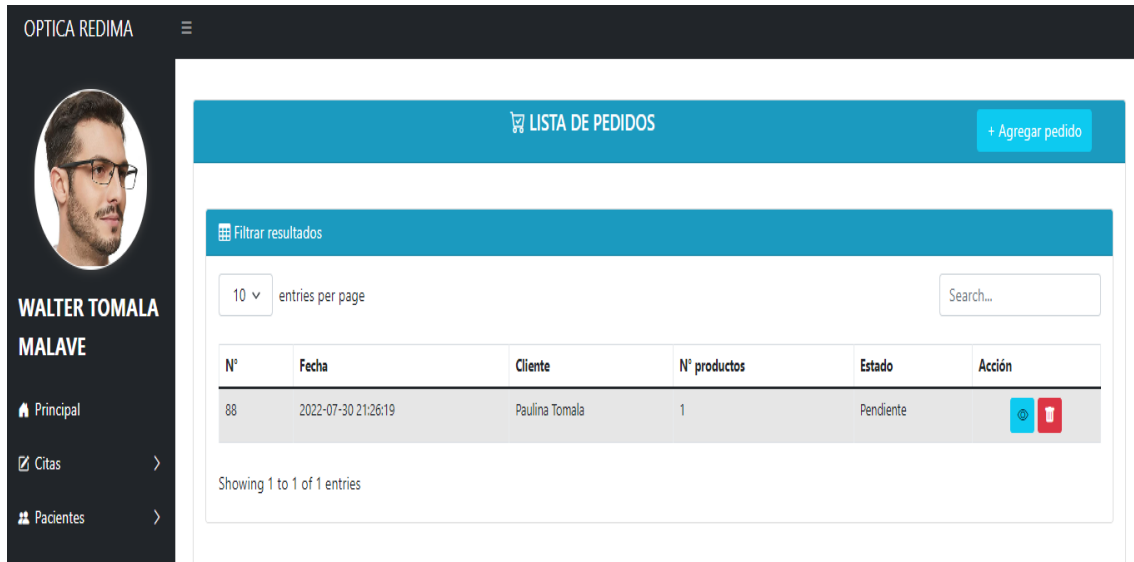 OPTICA REDIMA
LISTA DE PEDIDOS
+ Agregar pedido
Filtrar resultados
10 entries per page
Search...
WALTER TOMALA
MALAVE
N° Fecha Cliente N° productos Estado Acción
88 2022-07-30 21:26:19 Paulina Tomala 1 Pendiente
Showing 1 to 1 of 1 entries
Principal
Citas
Pacientes